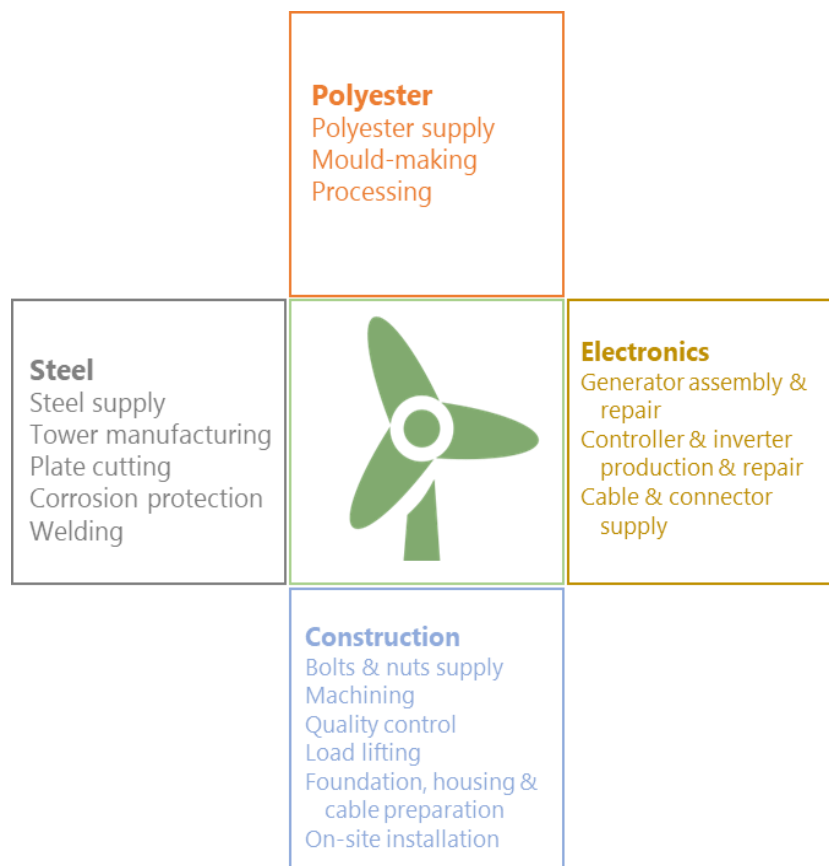 Polyester
Polyester supply
Mould-making
Processing
Steel
Steel supply
Tower manufacturing
Plate cutting
Corrosion protection
Welding
Electronics
Generator assembly &
repair
Controller & inverter
production & repair
Cable & connector
supply
Construction
Bolts & nuts supply
Machining
Quality control
Load lifting
Foundation, housing &
cable preparation
On-site installation